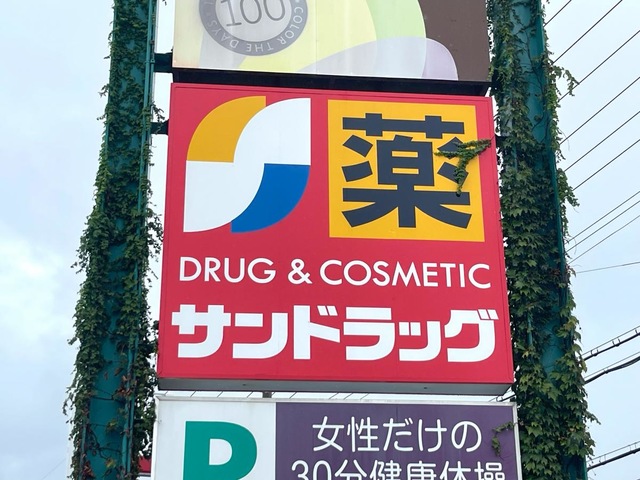 100
COLOR THE DAYS
薬
DRUG & COSMETIC
サンドラッグ
P
女性だけの
30分健康体操